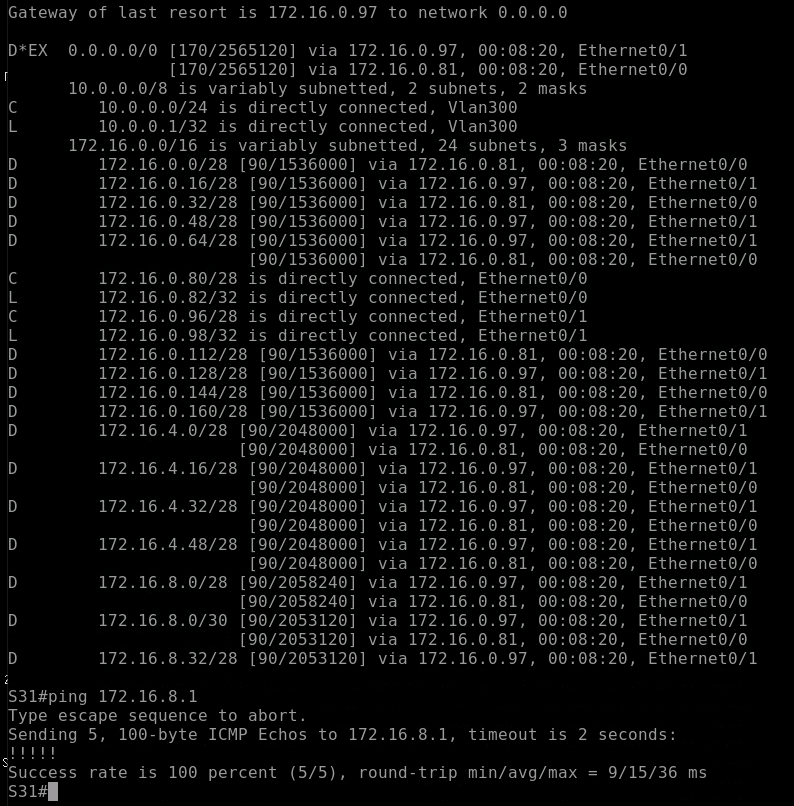 Gateway of last resort is 172.16.0.97 to network 0.0.0.0
D*EX  0.0.0.0/0 [170/2565120] via 172.16.0.97, 00:08:20, Ethernet0/1
                [170/2565120] via 172.16.0.81, 00:08:20, Ethernet0/0
      10.0.0.0/8 is variably subnetted, 2 subnets, 2 masks
C        10.0.0.0/24 is directly connected, Vlan300
L        10.0.0.1/32 is directly connected, Vlan300
      172.16.0.0/16 is variably subnetted, 24 subnets, 3 masks
D        172.16.0.0/28 [90/1536000] via 172.16.0.81, 00:08:20, Ethernet0/0
D        172.16.0.16/28 [90/1536000] via 172.16.0.97, 00:08:20, Ethernet0/1
D        172.16.0.32/28 [90/1536000] via 172.16.0.81, 00:08:20, Ethernet0/0
D        172.16.0.48/28 [90/1536000] via 172.16.0.97, 00:08:20, Ethernet0/1
D        172.16.0.64/28 [90/1536000] via 172.16.0.97, 00:08:20, Ethernet0/1
                        [90/1536000] via 172.16.0.81, 00:08:20, Ethernet0/0
C        172.16.0.80/28 is directly connected, Ethernet0/0
L        172.16.0.82/32 is directly connected, Ethernet0/0
C        172.16.0.96/28 is directly connected, Ethernet0/1
L        172.16.0.98/32 is directly connected, Ethernet0/1
D        172.16.0.112/28 [90/1536000] via 172.16.0.81, 00:08:20, Ethernet0/0
D        172.16.0.128/28 [90/1536000] via 172.16.0.97, 00:08:20, Ethernet0/1
D        172.16.0.144/28 [90/1536000] via 172.16.0.81, 00:08:20, Ethernet0/0
D        172.16.0.160/28 [90/1536000] via 172.16.0.97, 00:08:20, Ethernet0/1
D        172.16.4.0/28 [90/2048000] via 172.16.0.97, 00:08:20, Ethernet0/1
                       [90/2048000] via 172.16.0.81, 00:08:20, Ethernet0/0
D        172.16.4.16/28 [90/2048000] via 172.16.0.97, 00:08:20, Ethernet0/1
                        [90/2048000] via 172.16.0.81, 00:08:20, Ethernet0/0
D        172.16.4.32/28 [90/2048000] via 172.16.0.97, 00:08:20, Ethernet0/1
                        [90/2048000] via 172.16.0.81, 00:08:20, Ethernet0/0
D        172.16.4.48/28 [90/2048000] via 172.16.0.97, 00:08:20, Ethernet0/1
                        [90/2048000] via 172.16.0.81, 00:08:20, Ethernet0/0
D        172.16.8.0/28 [90/2058240] via 172.16.0.97, 00:08:20, Ethernet0/1
                       [90/2058240] via 172.16.0.81, 00:08:20, Ethernet0/0
D        172.16.8.0/30 [90/2053120] via 172.16.0.97, 00:08:20, Ethernet0/1
                       [90/2053120] via 172.16.0.81, 00:08:20, Ethernet0/0
D        172.16.8.32/28 [90/2053120] via 172.16.0.97, 00:08:20, Ethernet0/1
S31#ping 172.16.8.1
Type escape sequence to abort.
Sending 5, 100-byte ICMP Echos to 172.16.8.1, timeout is 2 seconds:
!!!!!
Success rate is 100 percent (5/5), round-trip min/avg/max = 9/15/36 ms
S31#